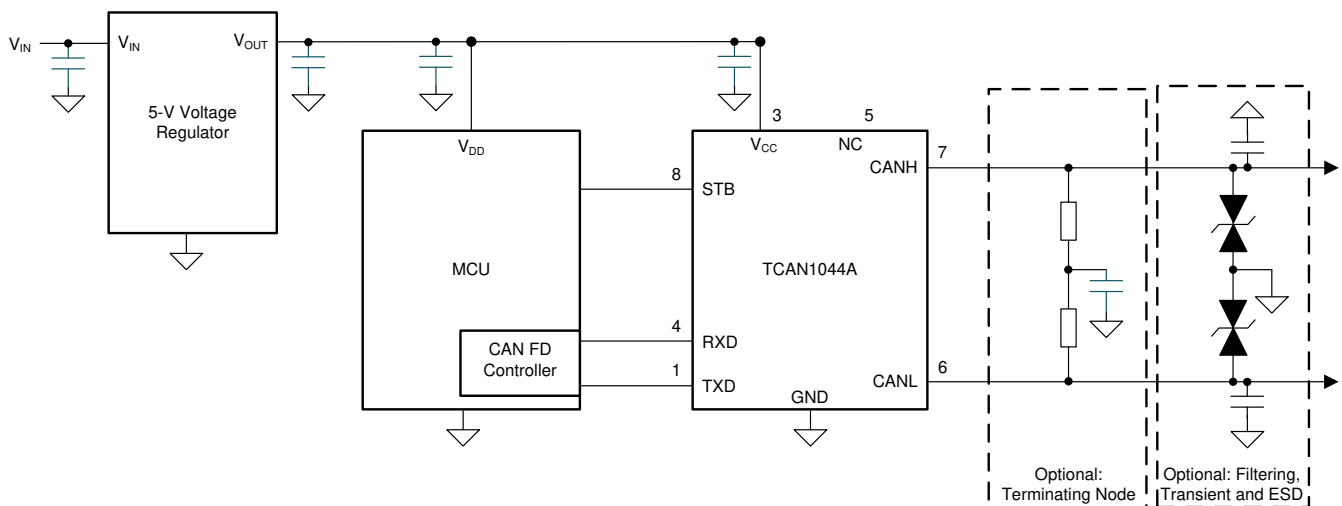 VIN
VIN
VOUT
5-V Voltage
Regulator
VDD
MCU
CAN FD
Controller
3
5
VCC
NC
8
STB
CANH
7
TCAN1044A
4
RXD
1
TXD
CANL
6
GND
Optional:
Terminating Node
Optional: Filtering,
Transient and ESD